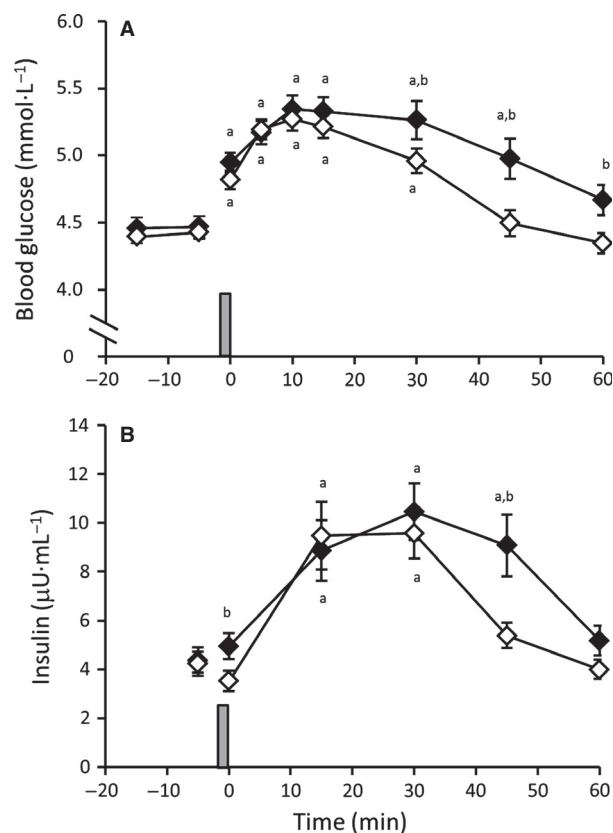 A
Blood glucose (mmol·L⁻¹)
6.0
5.5
5.0
4.5
4.0
0
a a a a a,b a,b b
a a a a a
–20 –10 0 10 20 30 40 50 60
B
Insulin (µU·mL⁻¹)
14
12
10
8
6
4
2
0
b a a a,b
a a
–20 –10 0 10 20 30 40 50 60
Time (min)